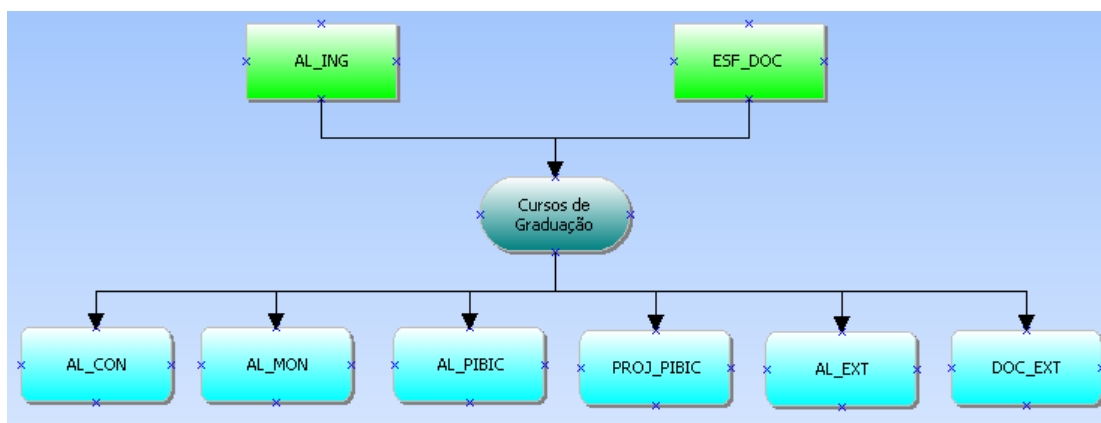 AL_ING
ESF_DOC
Cursos de
Graduação
AL_CON
AL_MON
AL_PIBIC
PROJ_PIBIC
AL_EXT
DOC_EXT